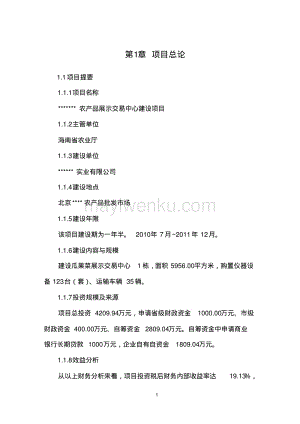 第1章 项目总论
1.1项目提要
1.1.1项目名称
******* 农产品展示交易中心建设项目
1.1.2主管单位
海南省农业厅
1.1.3建设单位
****** 实业有限公司
1.1.4建设地点
北京 **** 农产品批发市场
1.1.5建设年限
该项目建设期为一年半。 2010年 7月~2011年 12月。
1.1.6建设内容与规模
建设瓜果菜展示交易中心 1 栋，面积 5956.00平方米，购置仪器设
备 123台（套）、运输车辆 35辆。
1.1.7投资规模及来源
项目总投资 4209.94万元，申请省级财政资金 1000.00万元、市级
财政资金 400.00万元、自筹资金 2809.04万元。自筹资金中申请商业
银行长期贷款 1000万元，企业自有自资金 1809.04万元。
1.1.8效益分析
从以上财务分析来看，项目投资税后财务内部收益率达 19.13%，
1